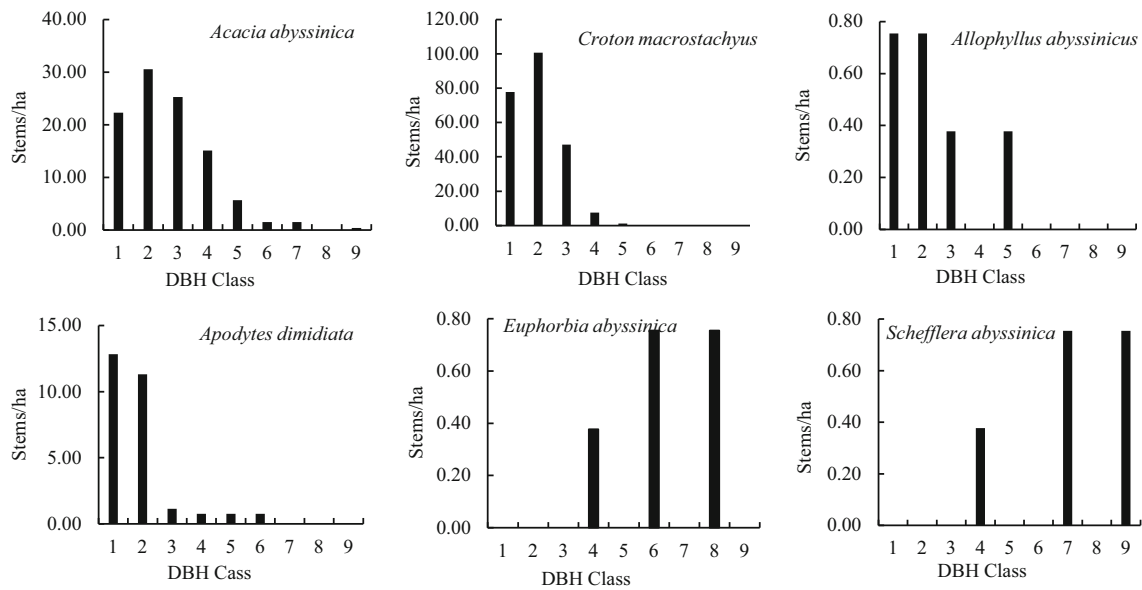 Acacia abyssinica
40.00
30.00
20.00
10.00
0.00
Stems/ha
1 2 3 4 5 6 7 8 9
DBH Class
Croton macrostachyus
120.00
100.00
80.00
60.00
40.00
20.00
0.00
Stems/ha
1 2 3 4 5 6 7 8 9
DBH Class
Allophyllus abyssinicus
0.80
0.60
0.40
0.20
0.00
Stems/ha
1 2 3 4 5 6 7 8 9
DBH Class
Apodytes dimidiata
15.00
10.00
5.00
0.00
Stems/ha
1 2 3 4 5 6 7 8 9
DBH Cass
Euphorbia abyssinica
0.80
0.60
0.40
0.20
0.00
Stems/ha
1 2 3 4 5 6 7 8 9
DBH Class
Schefflera abyssinica
0.80
0.60
0.40
0.20
0.00
Stems/ha
1 2 3 4 5 6 7 8 9
DBH Class